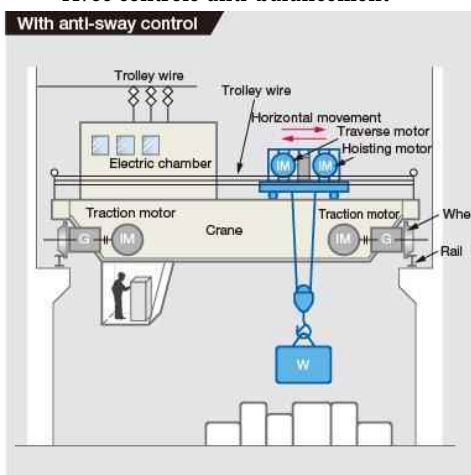 With anti-sway control
Trolley wire
Trolley wire
Horizontal movement
Traverse motor
Hoisting motor
IM
IM
Electric chamber
Traction motor
Crane
Traction motor
Whe
G
IM
IM
G
Rail
W